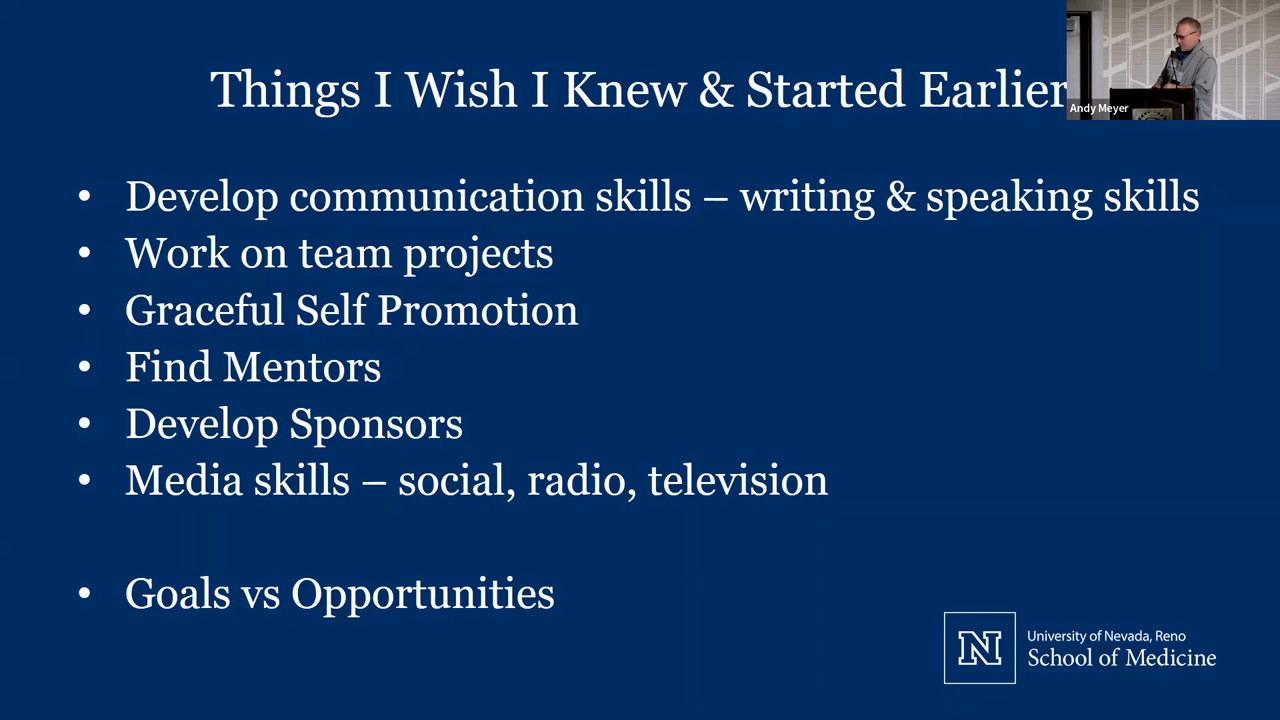 Things I Wish I Knew & Started Earlier
Andy Meyer
• Develop communication skills – writing & speaking skills
• Work on team projects
• Graceful Self Promotion
• Find Mentors
• Develop Sponsors
• Media skills – social, radio, television
• Goals vs Opportunities
N
University of Nevada, Reno
School of Medicine